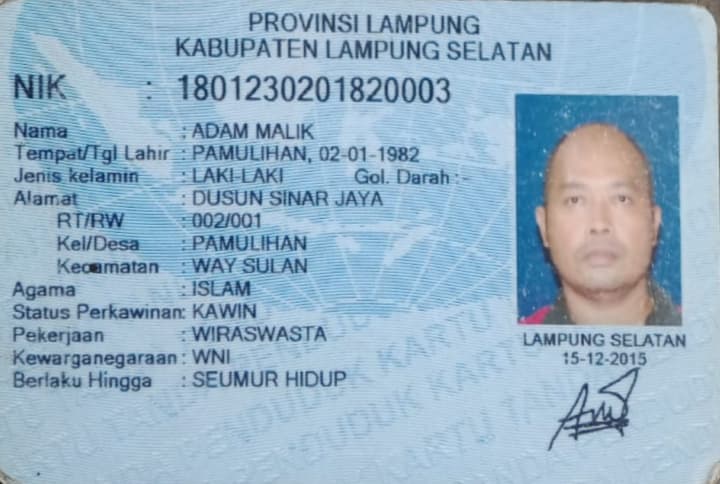 PROVINSI LAMPUNG
KABUPATEN LAMPUNG SELATAN
NIK : 1801230201820003
Nama : ADAM MALIK
Tempat/Tgl Lahir : PAMULIHAN, 02-01-1982
Jenis kelamin : LAKI-LAKI Gol. Darah :-
Alamat : DUSUN SINAR JAYA
RT/RW : 002/001
Kel/Desa : PAMULIHAN
Kecamatan : WAY SULAN
Agama : ISLAM
Status Perkawinan: KAWIN
Pekerjaan : WIRASWASTA
Kewarganegaraan: WNI
Berlaku Hingga : SEUMUR HIDUP
LAMPUNG SELATAN
15-12-2015